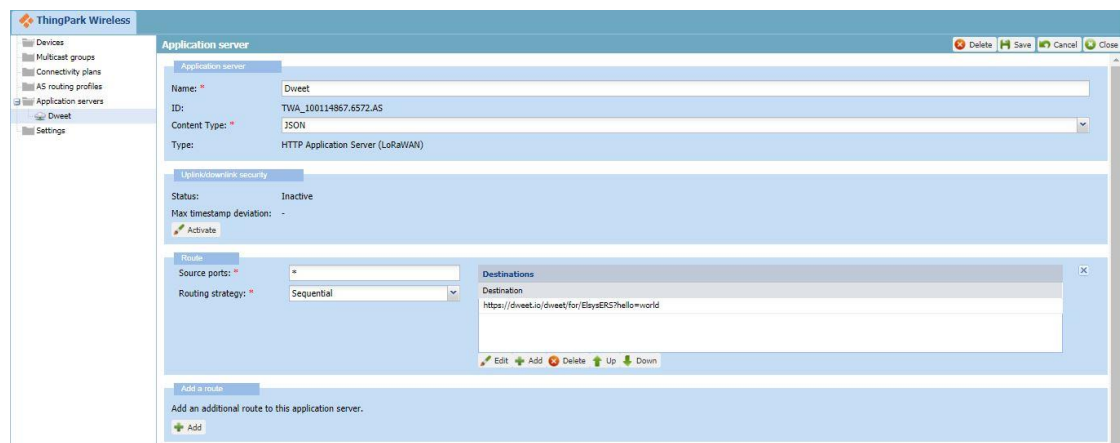 ThingPark Wireless
Devices
Multicast groups
Connectivity plans
AS routing profiles
Application servers
Dweet
Settings
Application server
Delete Save Cancel Close
Application server
Name: * Dweet
ID: TWA_100114867.6572.AS
Content Type: * JSON
Type: HTTP Application Server (LoRaWAN)
Uplink/downlink security
Status: Inactive
Max timestamp deviation: -
Activate
Route
Source ports: * *
Routing strategy: * Sequential
Destinations
Destination
https://dweet.io/dweet/for/ElsysERS?hello=world
Edit Add Delete Up Down
Add a route
Add an additional route to this application server.
Add